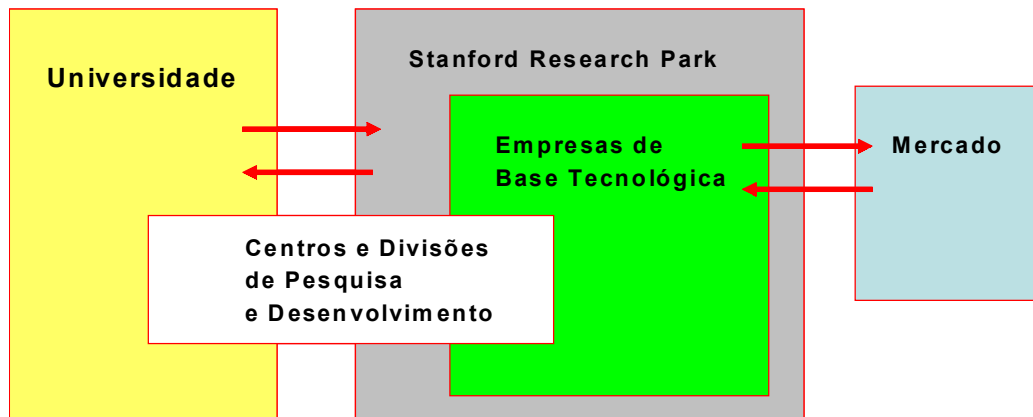 Universidade
Stanford Research Park
Empresas de
Base Tecnológica
Mercado
Centros e Divisões
de Pesquisa
e Desenvolvimento